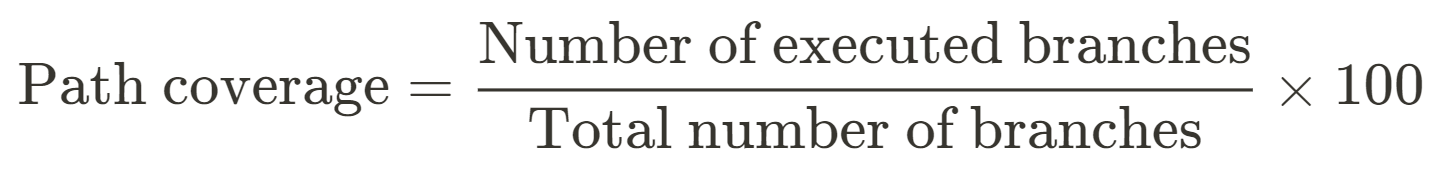 Path coverage = Number of executed branches / Total number of branches × 100